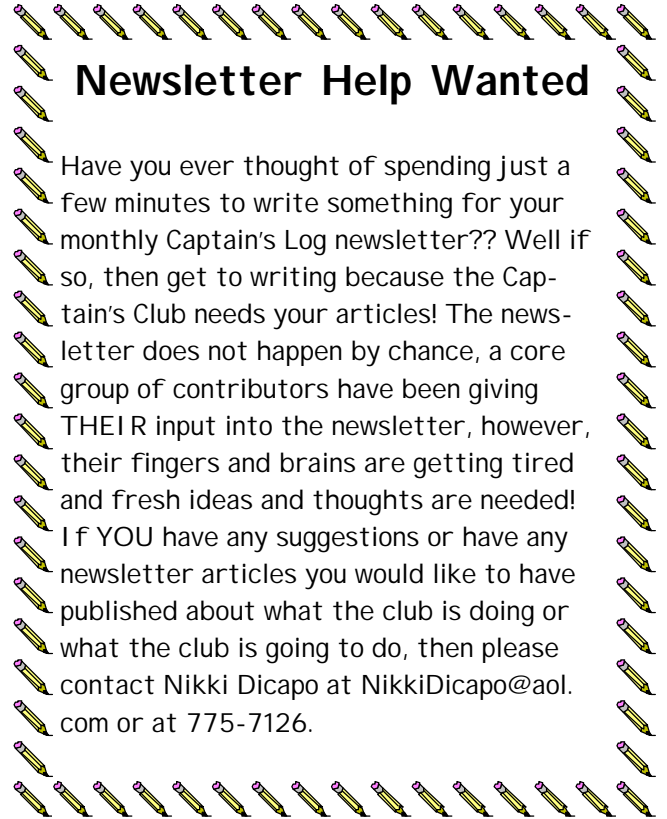 Newsletter Help Wanted
Have you ever thought of spending just a
few minutes to write something for your
monthly Captain's Log newsletter?? Well if
so, then get to writing because the Cap-
tain's Club needs your articles! The news-
letter does not happen by chance, a core
group of contributors have been giving
THEIR input into the newsletter, however,
their fingers and brains are getting tired
and fresh ideas and thoughts are needed!
If YOU have any suggestions or have any
newsletter articles you would like to have
published about what the club is doing or
what the club is going to do, then please
contact Nikki Dicapo at NikkiDicapo@aol.
com or at 775-7126.